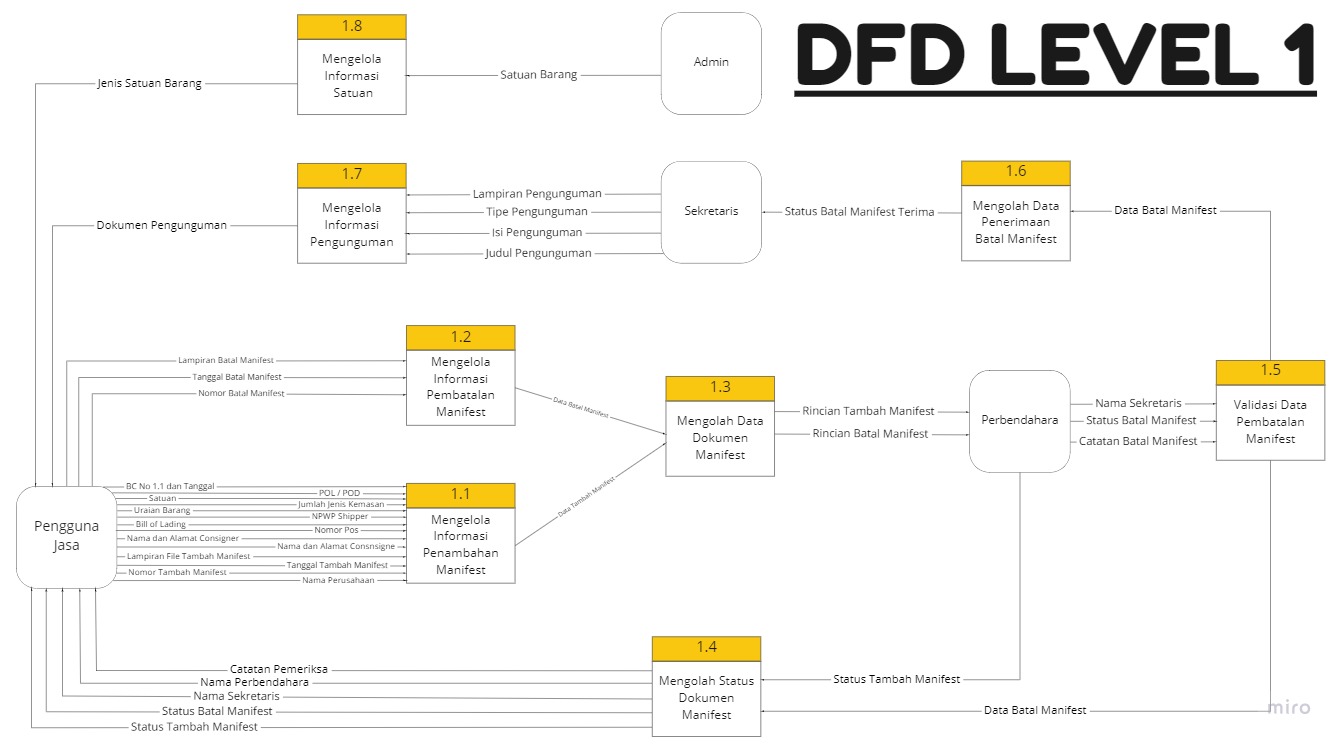 DFD LEVEL 1
1.8
Mengelola
Informasi
Satuan
Jenis Satuan Barang
Satuan Barang
Admin
1.7
Mengelola
Informasi
Pengunguman
Dokumen Pengunguman
Lampiran Pengunguman
Tipe Pengunguman
Isi Pengunguman
Judul Pengunguman
Sekretaris
Status Batal Manifest Terima
1.6
Mengolah Data
Penerimaan
Batal Manifest
Data Batal Manifest
1.2
Mengelola
Informasi
Pembatalan
Manifest
Lampiran Batal Manifest
Tanggal Batal Manifest
Nomor Batal Manifest
Data Batal Manifest
1.3
Mengolah Data
Dokumen
Manifest
Rincian Tambah Manifest
Rincian Batal Manifest
Perbendahara
Nama Sekretaris
Status Batal Manifest
Catatan Batal Manifest
1.5
Validasi Data
Pembatalan
Manifest
Pengguna
Jasa
BC No 1.1 dan Tanggal
POL / POD
Satuan
Jumlah Jenis Kemasan
Uraian Barang
NPWP Shipper
Bill of Lading
Nomor Pos
Nama dan Alamat Consigner
Nama dan Alamat Consnsigne
Lampiran File Tambah Manifest
Tanggal Tambah Manifest
Nomor Tambah Manifest
Nama Perusahaan
1.1
Mengelola
Informasi
Penambahan
Manifest
Data Tambah Manifest
1.4
Mengolah Status
Dokumen
Manifest
Catatan Pemeriksa
Nama Perbendahara
Nama Sekretaris
Status Batal Manifest
Status Tambah Manifest
Status Tambah Manifest
Data Batal Manifest
miro